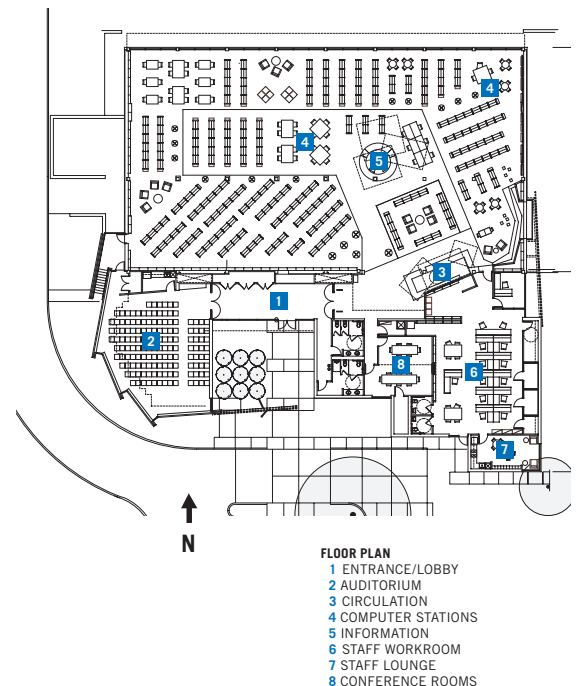 4
4
5
3
1
2
8
6
7
N
FLOOR PLAN
1 ENTRANCE/LOBBY
2 AUDITORIUM
3 CIRCULATION
4 COMPUTER STATIONS
5 INFORMATION
6 STAFF WORKROOM
7 STAFF LOUNGE
8 CONFERENCE ROOMS